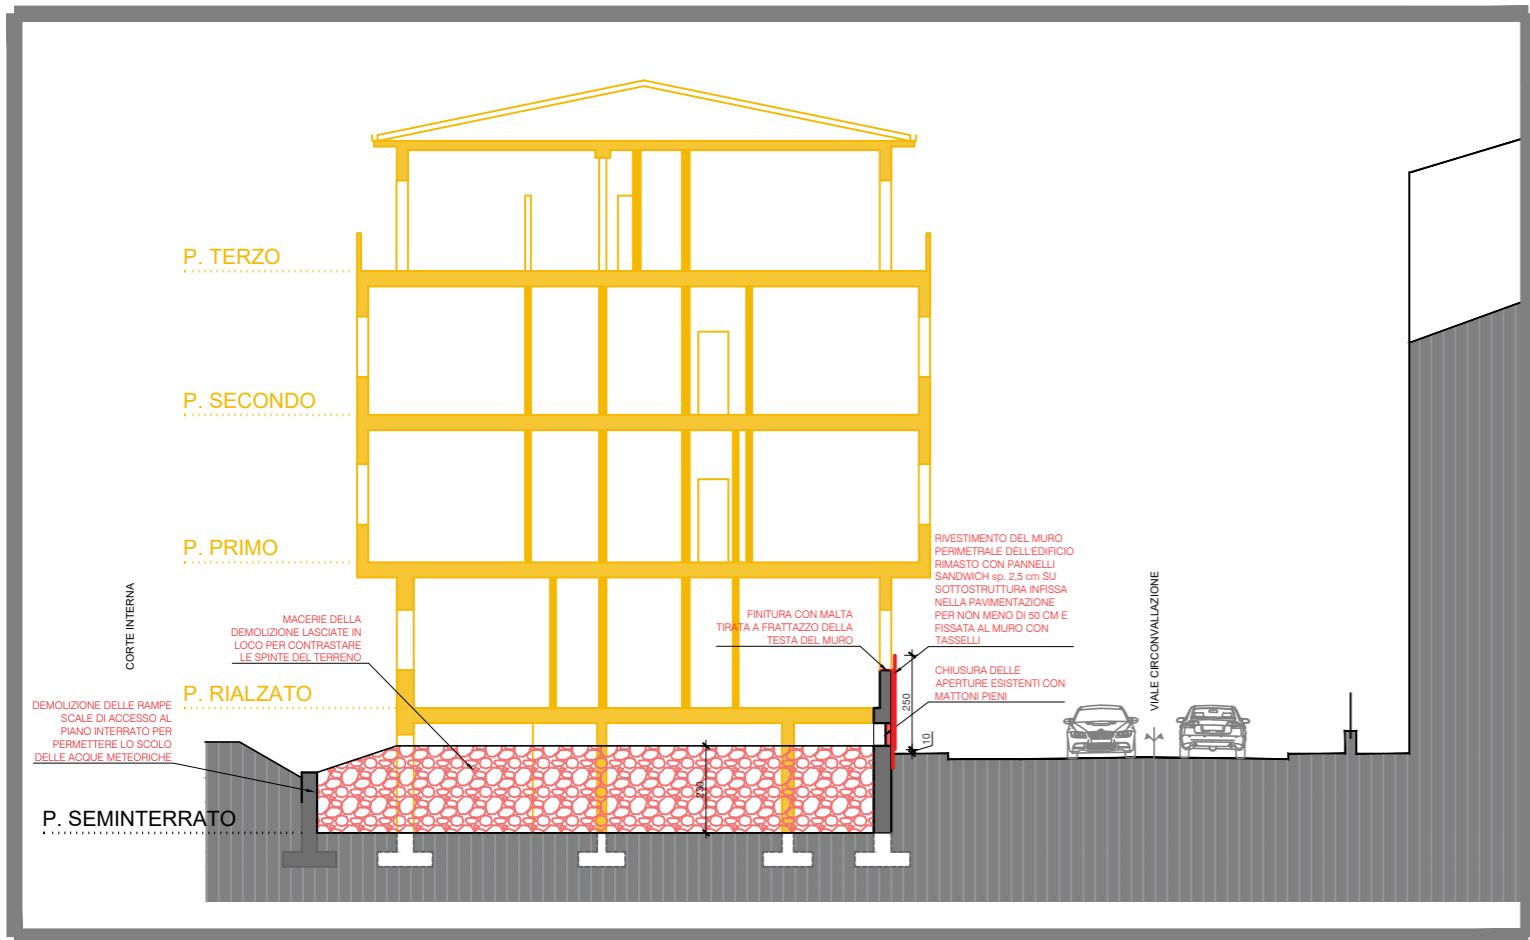 P. TERZO
P. SECONDO
P. PRIMO
P. RIALZATO
P. SEMINTERRATO
CORTE INTERNA
MACERIE DELLA
DEMOLIZIONE LASCIATE IN
LOCO PER CONTRASTARE
LE SPINTE DEL TERRENO
DEMOLIZIONE DELLE RAMPE
SCALE DI ACCESSO AL
PIANO INTERRATO PER
PERMETTERE LO SCOLO
DELLE ACQUE METEORICHE
FINITURA CON MALTA
TIRATA A FRATTAZZO DELLA
TESTA DEL MURO
RIVESTIMENTO DEL MURO
PERIMETRALE DELL'EDIFICIO
RIMASTO CON PANNELLI
SANDWICH sp. 2,5 cm SU
SOTTOSTRUTTURA INFISSA
NELLA PAVIMENTAZIONE
PER NON MENO DI 50 CM E
FISSATA AL MURO CON
TASSELLI
CHIUSURA DELLE
APERTURE ESISTENTI CON
MATTONI PIENI
250
10
230
VIALE CIRCONVALLAZIONE